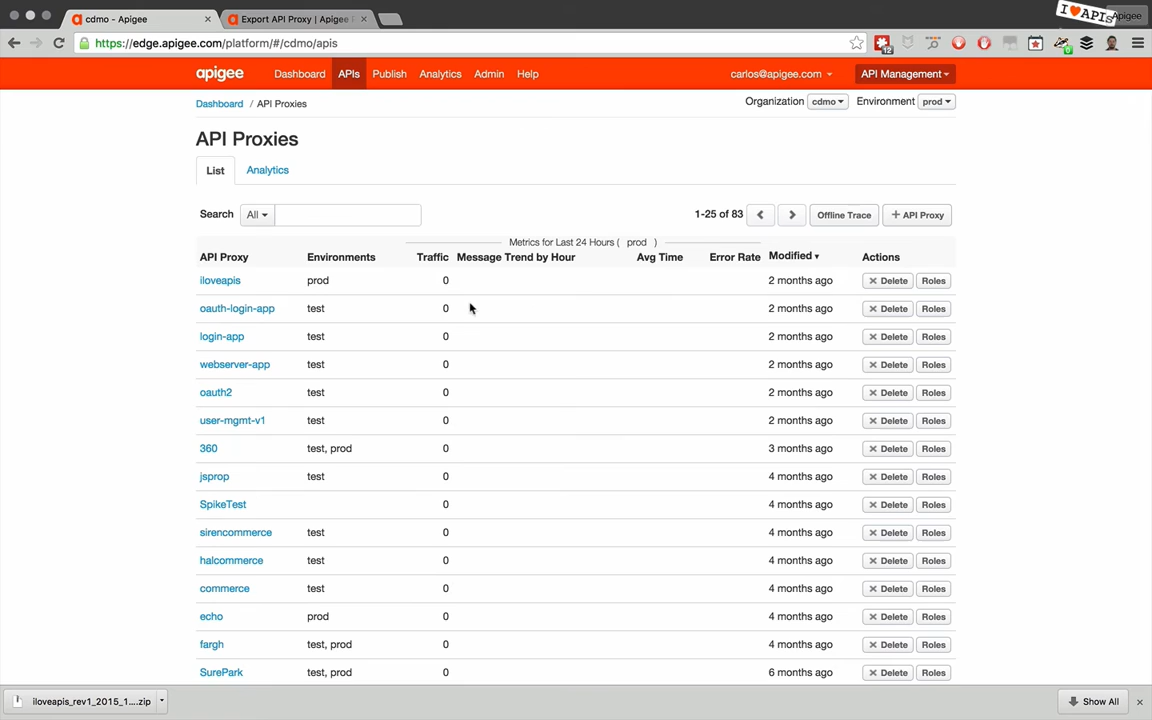 cdmo - Apigee
Export API Proxy | Apigee
I ♥ APIs
Apigee
https://edge.apigee.com/platform/#/cdmo/apis
12
0
apigee Dashboard APIs Publish Analytics Admin Help carlos@apigee.com API Management
Dashboard / API Proxies Organization cdmo Environment prod
API Proxies
List Analytics
Search All 1-25 of 83 Offline Trace + API Proxy
Metrics for Last 24 Hours ( prod )
API Proxy Environments Traffic Message Trend by Hour Avg Time Error Rate Modified Actions
iloveapis prod 0 2 months ago Delete Roles
oauth-login-app test 0 2 months ago Delete Roles
login-app test 0 2 months ago Delete Roles
webserver-app test 0 2 months ago Delete Roles
oauth2 test 0 2 months ago Delete Roles
user-mgmt-v1 test 0 2 months ago Delete Roles
360 test, prod 0 3 months ago Delete Roles
jsprop test 0 4 months ago Delete Roles
SpikeTest 0 4 months ago Delete Roles
sirencommerce test 0 4 months ago Delete Roles
halcommerce test 0 4 months ago Delete Roles
commerce test 0 4 months ago Delete Roles
echo prod 0 4 months ago Delete Roles
fargh test, prod 0 4 months ago Delete Roles
SurePark test, prod 0 6 months ago Delete Roles
iloveapis_rev1_2015_1....zip Show All